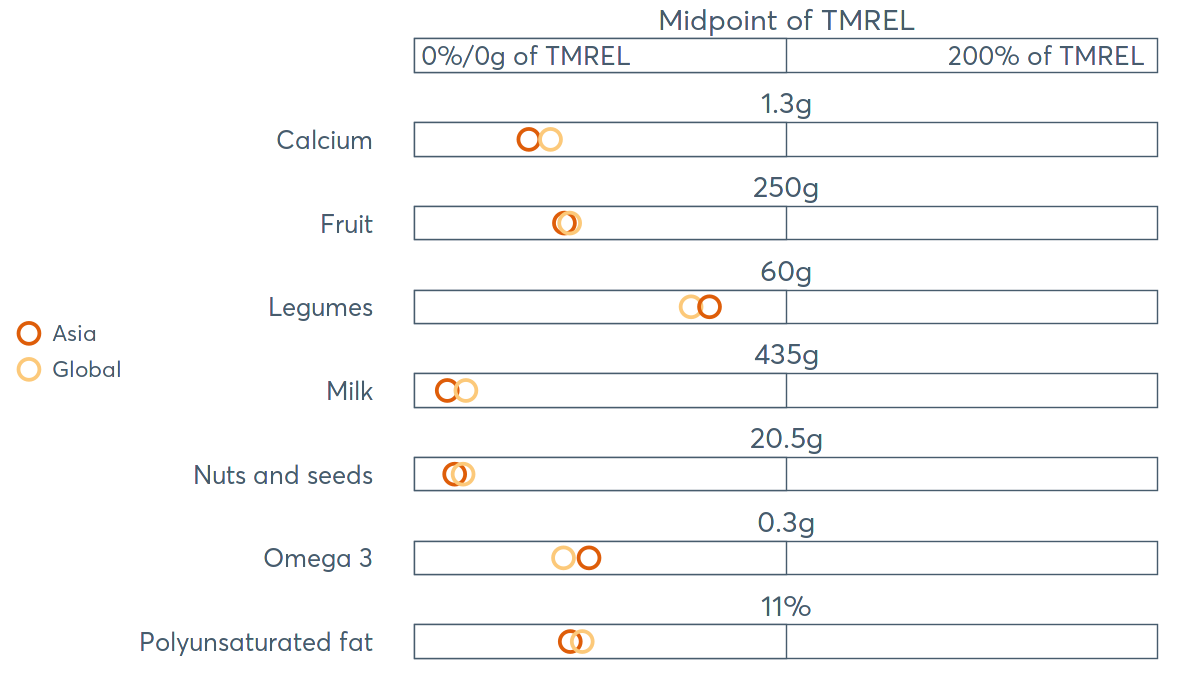 Midpoint of TMREL
0%/0g of TMREL
200% of TMREL
1.3g
Calcium
250g
Fruit
60g
Legumes
Asia
Global
435g
Milk
20.5g
Nuts and seeds
0.3g
Omega 3
11%
Polyunsaturated fat